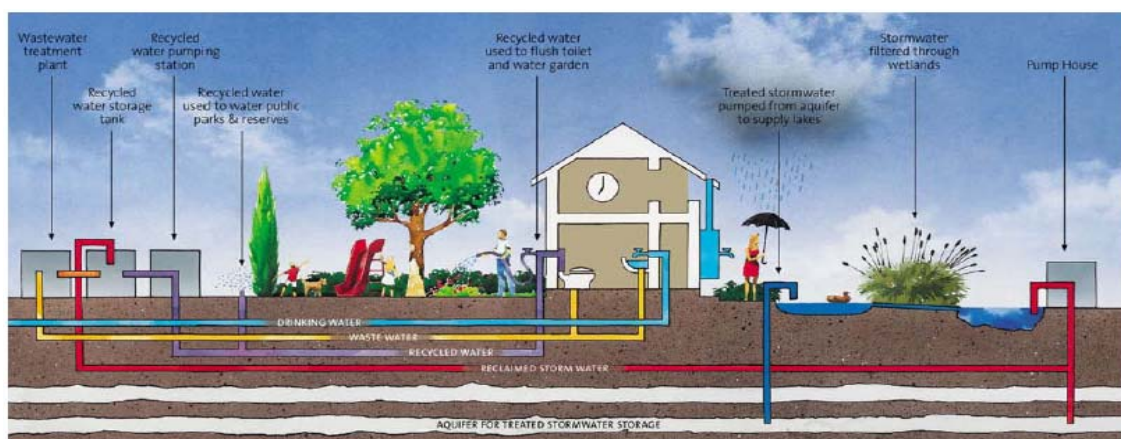 Wastewater
treatment
plant
Recycled
water pumping
station
Recycled
water storage
tank
Recycled water
used to water public
parks & reserves
Recycled water
used to flush toilet
and water garden
Treated stormwater
pumped from aquifer
to supply lakes
Stormwater
filtered through
wetlands
Pump House
DRINKING WATER
WASTE WATER
RECYCLED WATER
RECLAIMED STORM WATER
AQUIFER FOR TREATED STORMWATER STORAGE